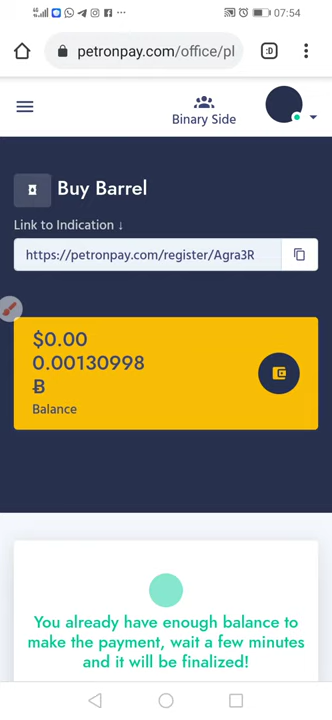 07:54
petronpay.com/office/pl
:D
Binary Side
Buy Barrel
Link to Indication ↓
https://petronpay.com/register/Agra3R
$0.00
0.00130998
Ƀ
Balance
You already have enough balance to
make the payment, wait a few minutes
and it will be finalized!